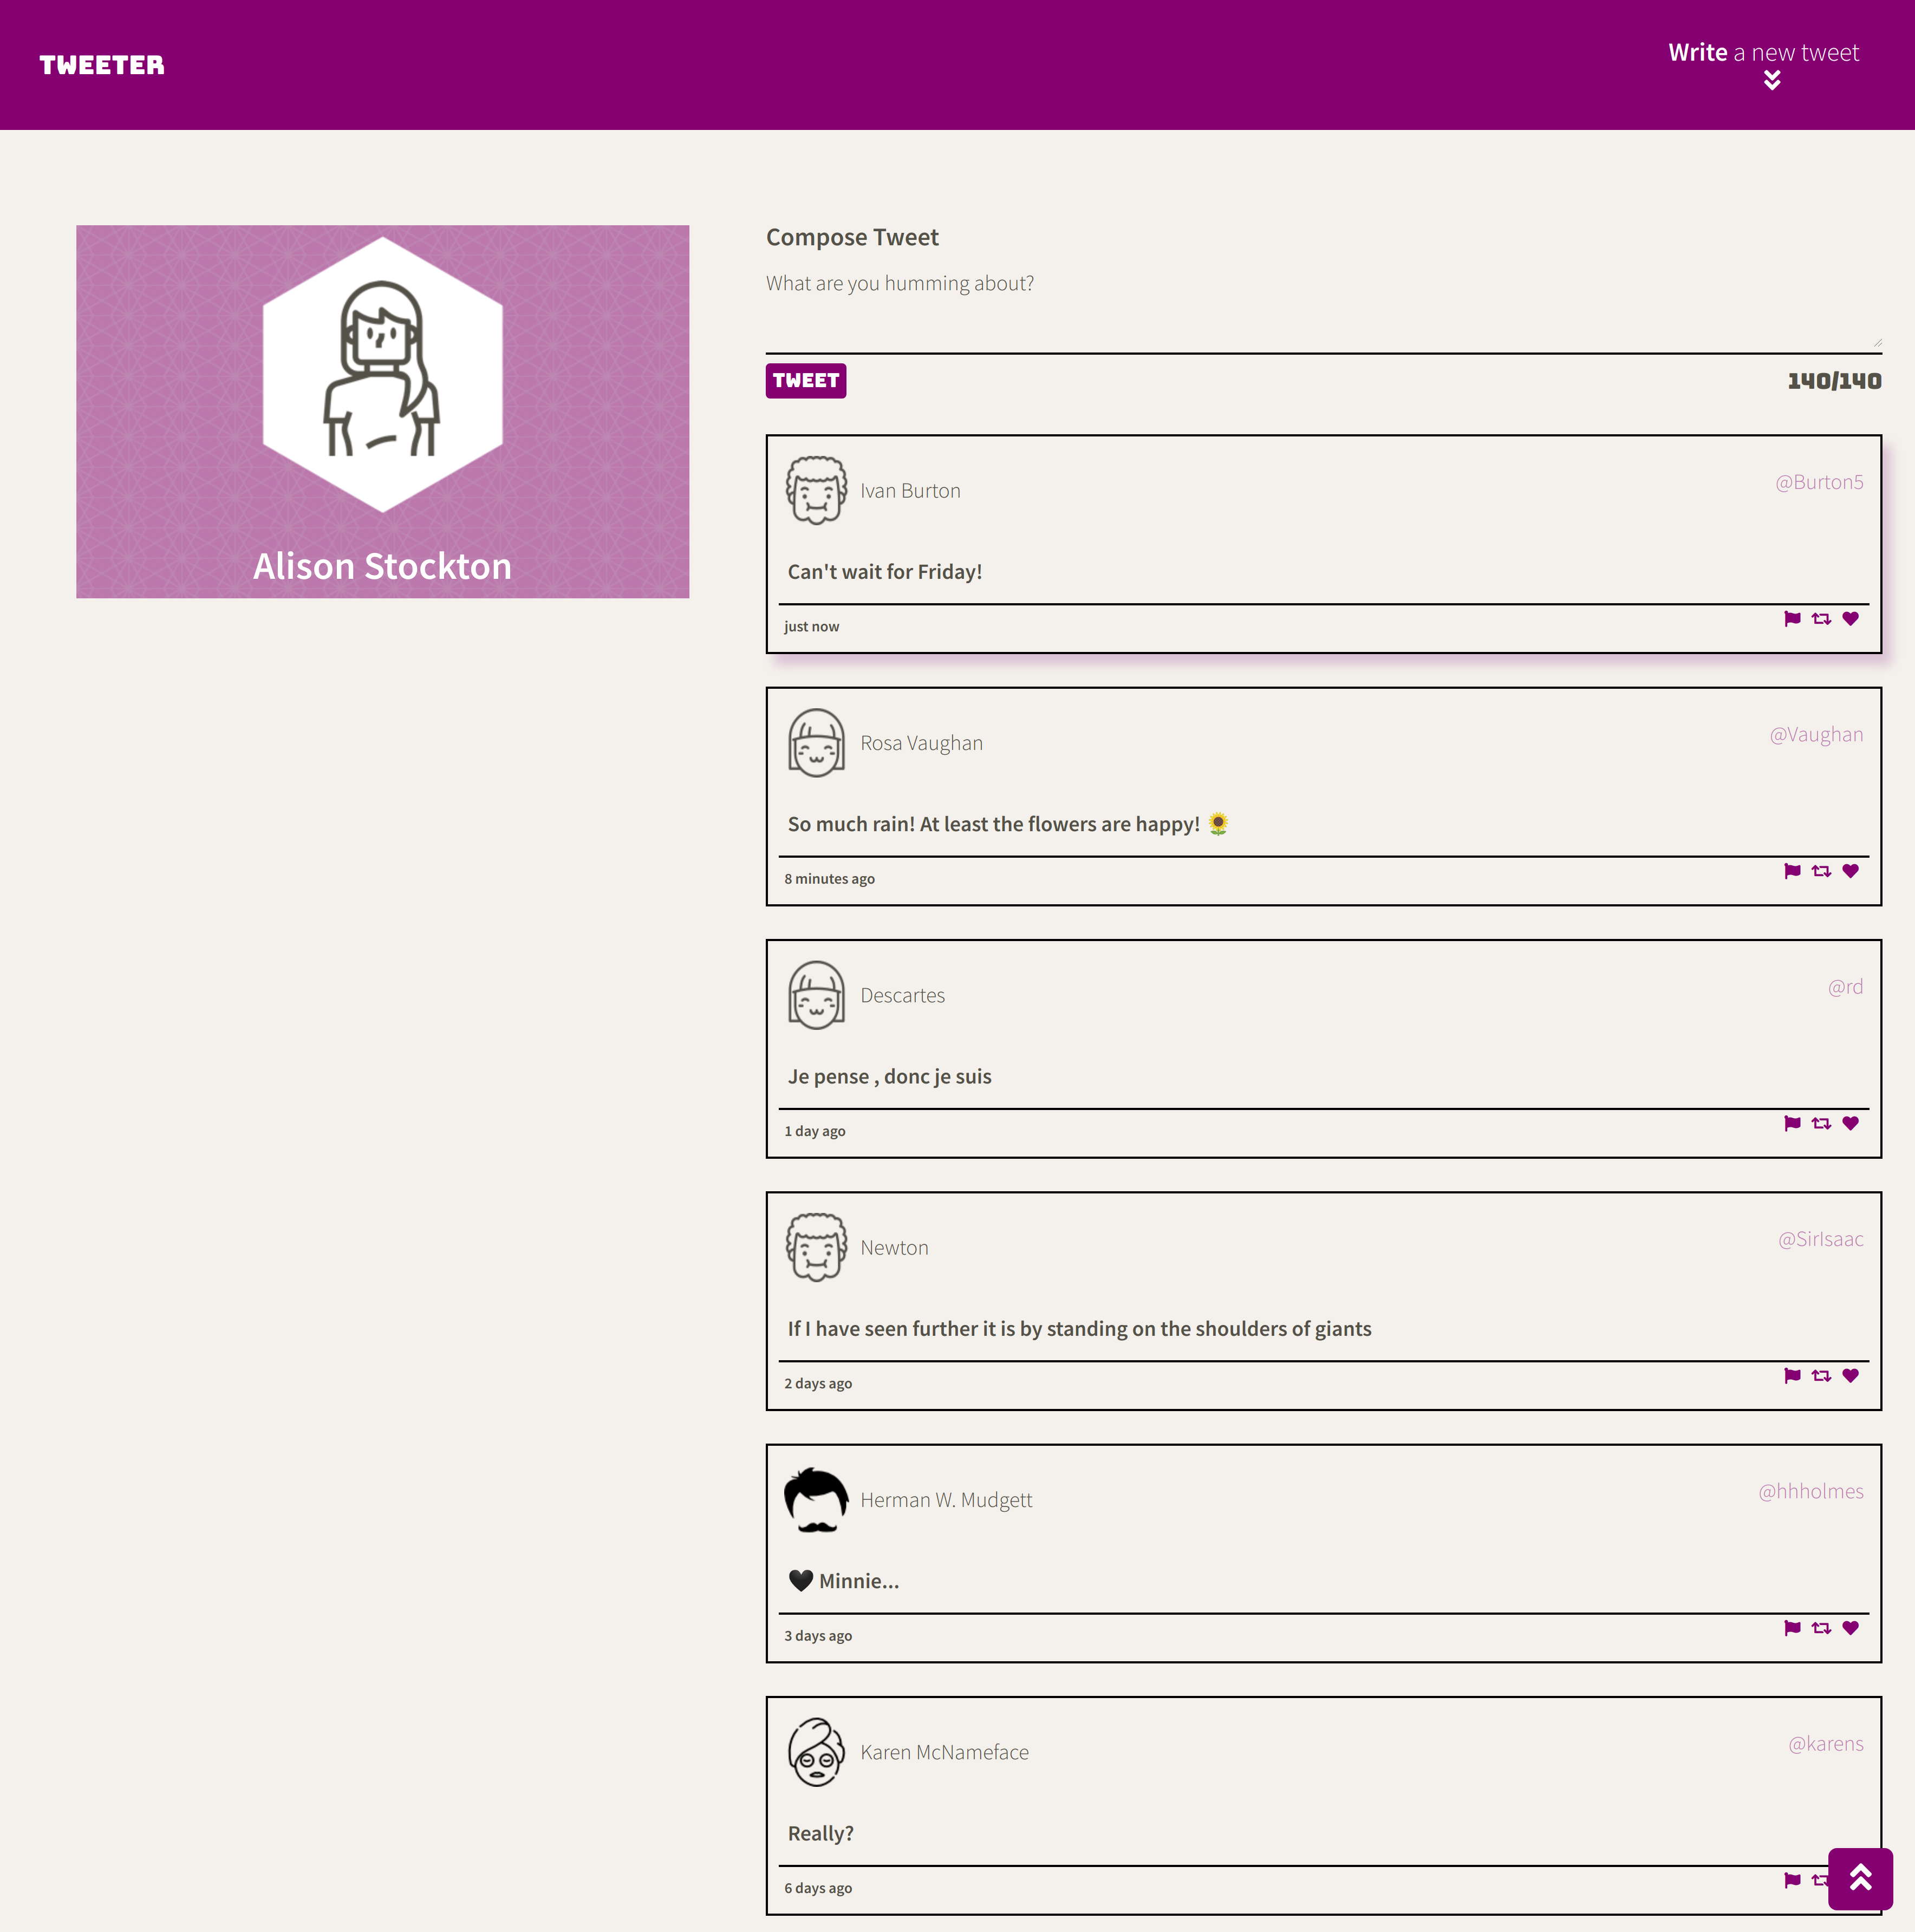 TWEETER
Write a new tweet
Alison Stockton
Compose Tweet
What are you humming about?
TWEET
140/140
Ivan Burton
@Burton5
Can't wait for Friday!
just now
Rosa Vaughan
@Vaughan
So much rain! At least the flowers are happy! 🌻
8 minutes ago
Descartes
@rd
Je pense , donc je suis
1 day ago
Newton
@SirIsaac
If I have seen further it is by standing on the shoulders of giants
2 days ago
Herman W. Mudgett
@hhholmes
🖤 Minnie...
3 days ago
Karen McNameface
@karens
Really?
6 days ago